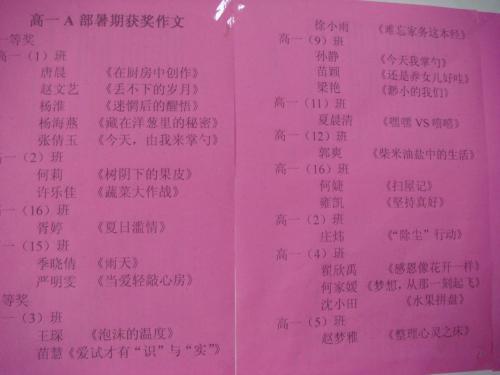 高一 A 部暑期获奖作文
一等奖
高一（1）班
唐晨 《在厨房中创作》
赵文艺 《丢不下的岁月》
杨淮 《迷惘后的醒悟》
杨海燕 《藏在洋葱里的秘密》
张倩玉 《今天，由我来掌勺》
高一（2）班
何莉 《树阴下的果皮》
许乐佳 《蔬菜大作战》
高一（16）班
胥婷 《夏日滥情》
高一（15）班
季晓倩 《雨天》
严明雯 《当爱轻敲心房》
等奖
高一（3）班
王琛 《泡沫的温度》
苗慧《爱试才有“识”与“实”》
徐小雨 《难忘家务这本经》
高一（9）班
孙静 《今天我掌勺》
苗颖 《还是养女儿好哇》
梁艳 《渺小的我们》
高一（11）班
夏晨清 《嘿嘿 VS 嘻嘻》
高一（12）班
郭爽 《柴米油盐中的生活》
高一（16）班
何婕 《扫屋记》
雍凯 《坚持真好》
高一（2）班
庄炜 《“除尘”行动》
高一（4）班
翟欣禹 《感恩像花开一样》
何家媛 《梦想，从那一刻起飞》
沈小田 《水果拼盘》
高一（5）班
赵梦雅 《整理心灵之床》